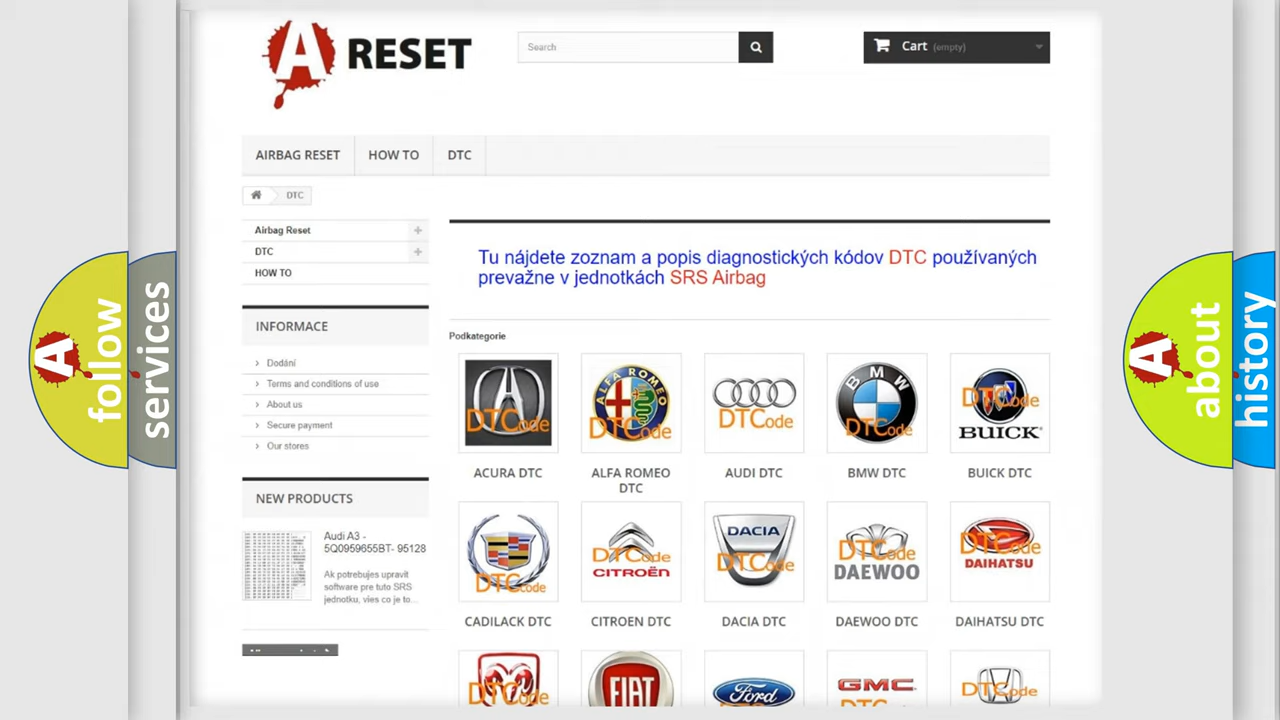 A RESET
Search
Cart (empty)
AIRBAG RESET
HOW TO
DTC
DTC
Airbag Reset
DTC
HOW TO
Tu nájdete zoznam a popis diagnostických kódov DTC používaných
prevažne v jednotkách SRS Airbag
INFORMACE
Dodání
Terms and conditions of use
About us
Secure payment
Our stores
NEW PRODUCTS
Audi A3 -
5Q0959655BT- 95128
Ak potrebujes upravit
software pre tuto SRS
jednotku, vies co je to...
Podkategorie
DTCode
ALFA ROMEO
DTCode
DTCode
BMW
DTCode
DTCode
BUICK
ACURA DTC
ALFA ROMEO
DTC
AUDI DTC
BMW DTC
BUICK DTC
DTCode
DTCode
CITROËN
DACIA
DTCode
DTCode
DAEWOO
DTCode
DAIHATSU
CADILACK DTC
CITROEN DTC
DACIA DTC
DAEWOO DTC
DAIHATSU DTC
DTCode
FIAT
Ford
GMC
DTCode
A follow
services
A about
history